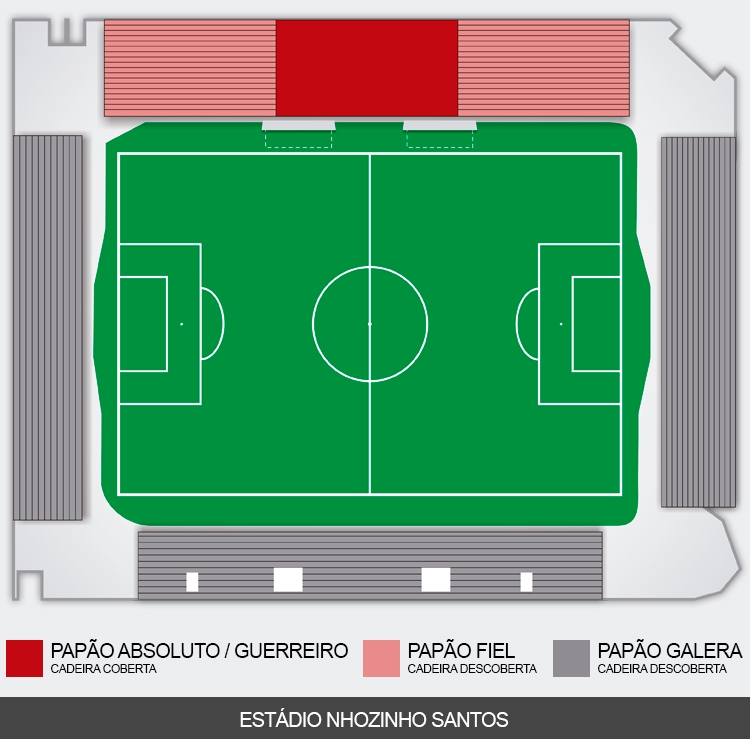 PAPÃO ABSOLUTO / GUERREIRO
CADEIRA COBERTA
PAPÃO FIEL
CADEIRA DESCOBERTA
PAPÃO GALERA
CADEIRA DESCOBERTA
ESTÁDIO NHOZINHO SANTOS